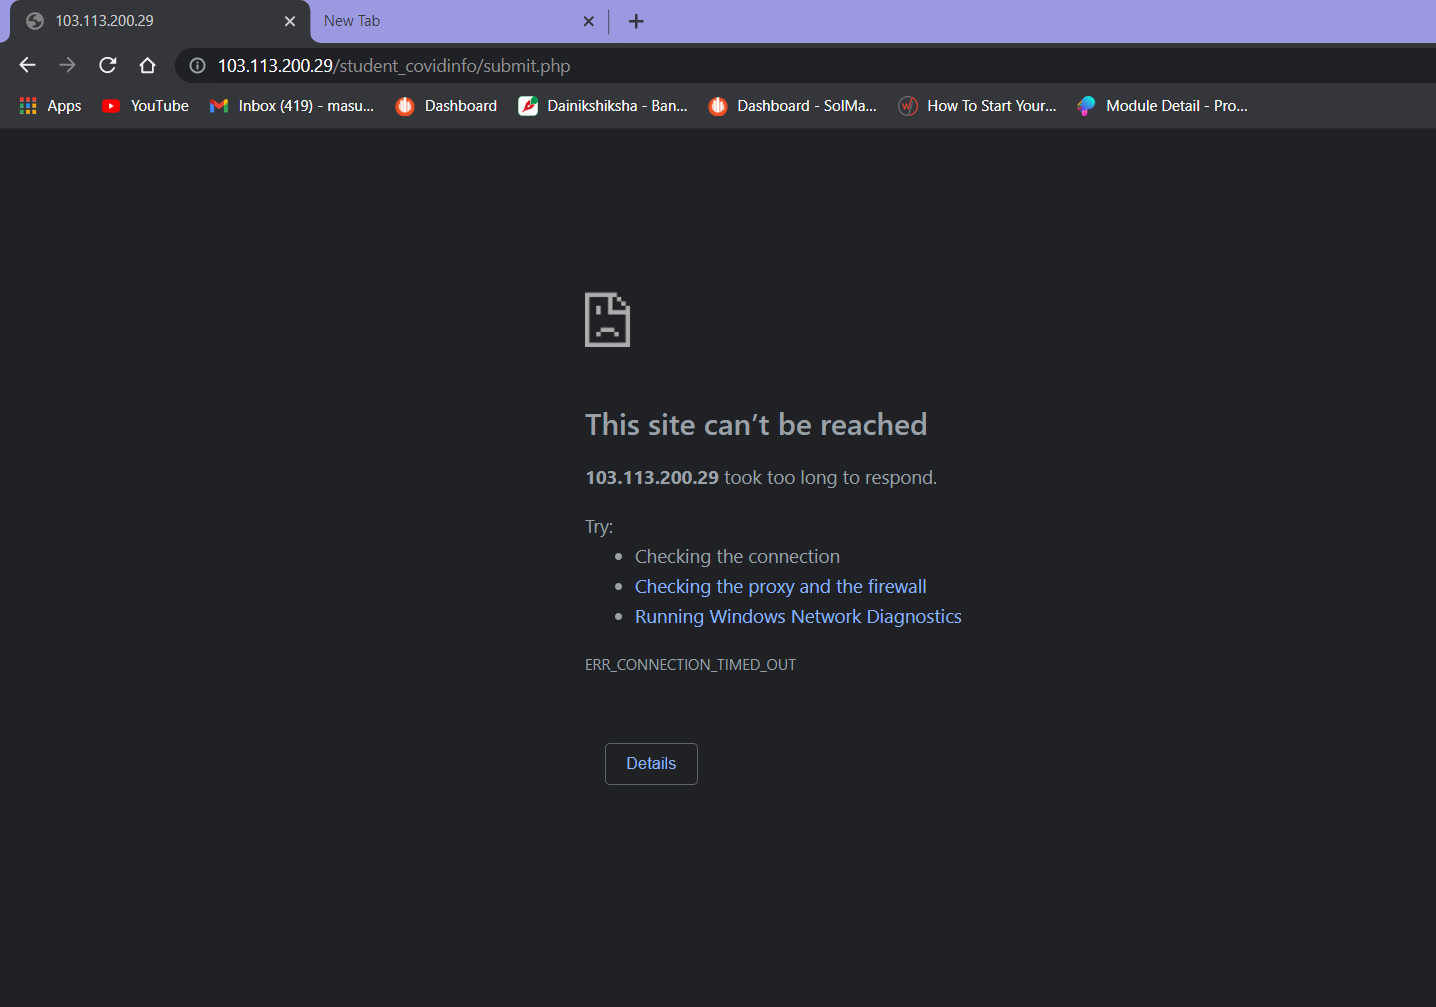 103.113.200.29 New Tab
103.113.200.29/student_covidinfo/submit.php
Apps YouTube Inbox (419) - masu... Dashboard Dainikshiksha - Ban... Dashboard - SolMa... How To Start Your... Module Detail - Pro...
This site can’t be reached
103.113.200.29 took too long to respond.
Try:
Checking the connection
Checking the proxy and the firewall
Running Windows Network Diagnostics
ERR_CONNECTION_TIMED_OUT
Details